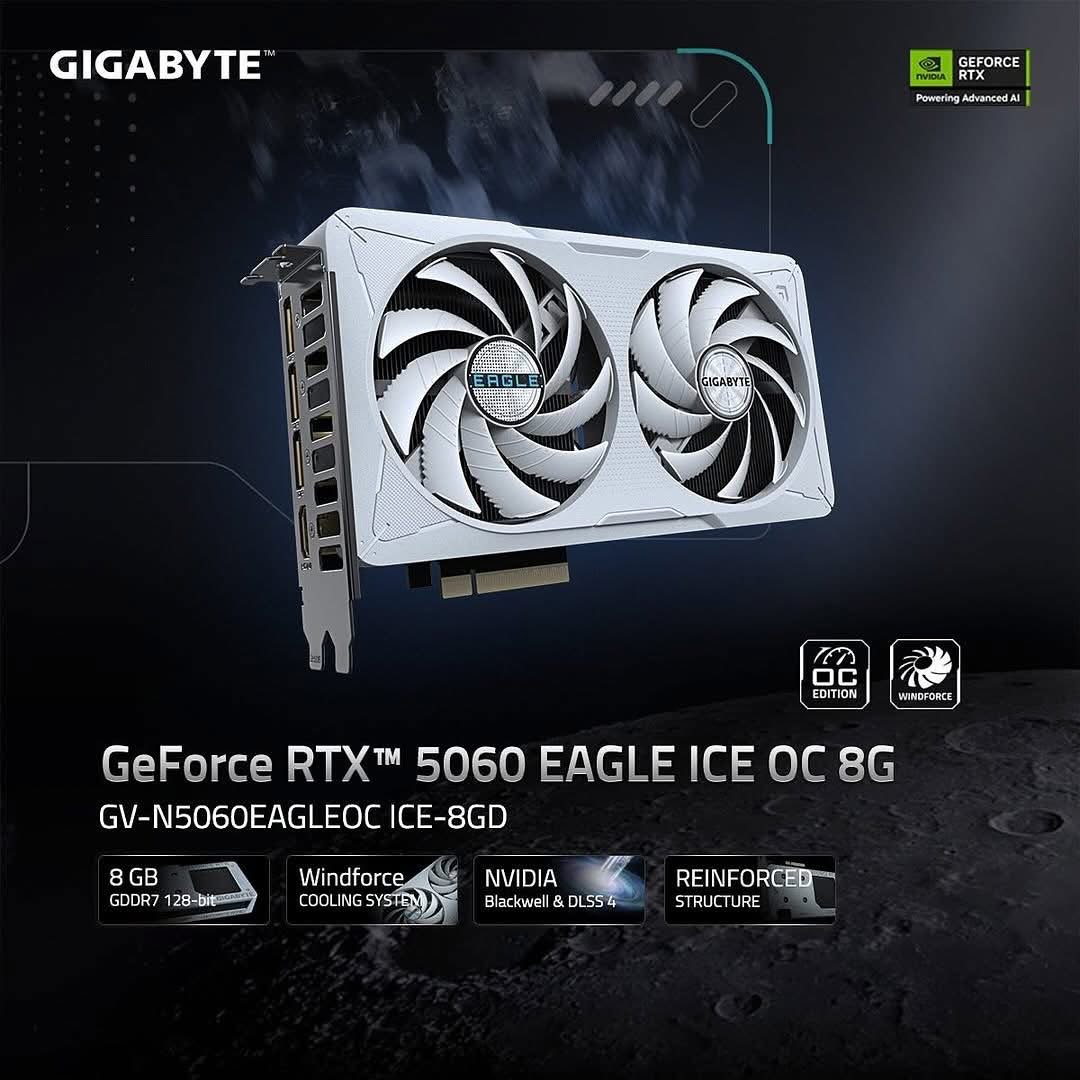 GIGABYTE™
NVIDIA
GEFORCE
RTX
Powering Advanced AI
EAGLE
GIGABYTE
OC
EDITION
WINDFORCE
GeForce RTX™ 5060 EAGLE ICE OC 8G
GV-N5060EAGLEOC ICE-8GD
8 GB
GDDR7 128-bit
GIGABYTE
Windforce
COOLING SYSTEM
NVIDIA
Blackwell & DLSS 4
REINFORCED
STRUCTURE